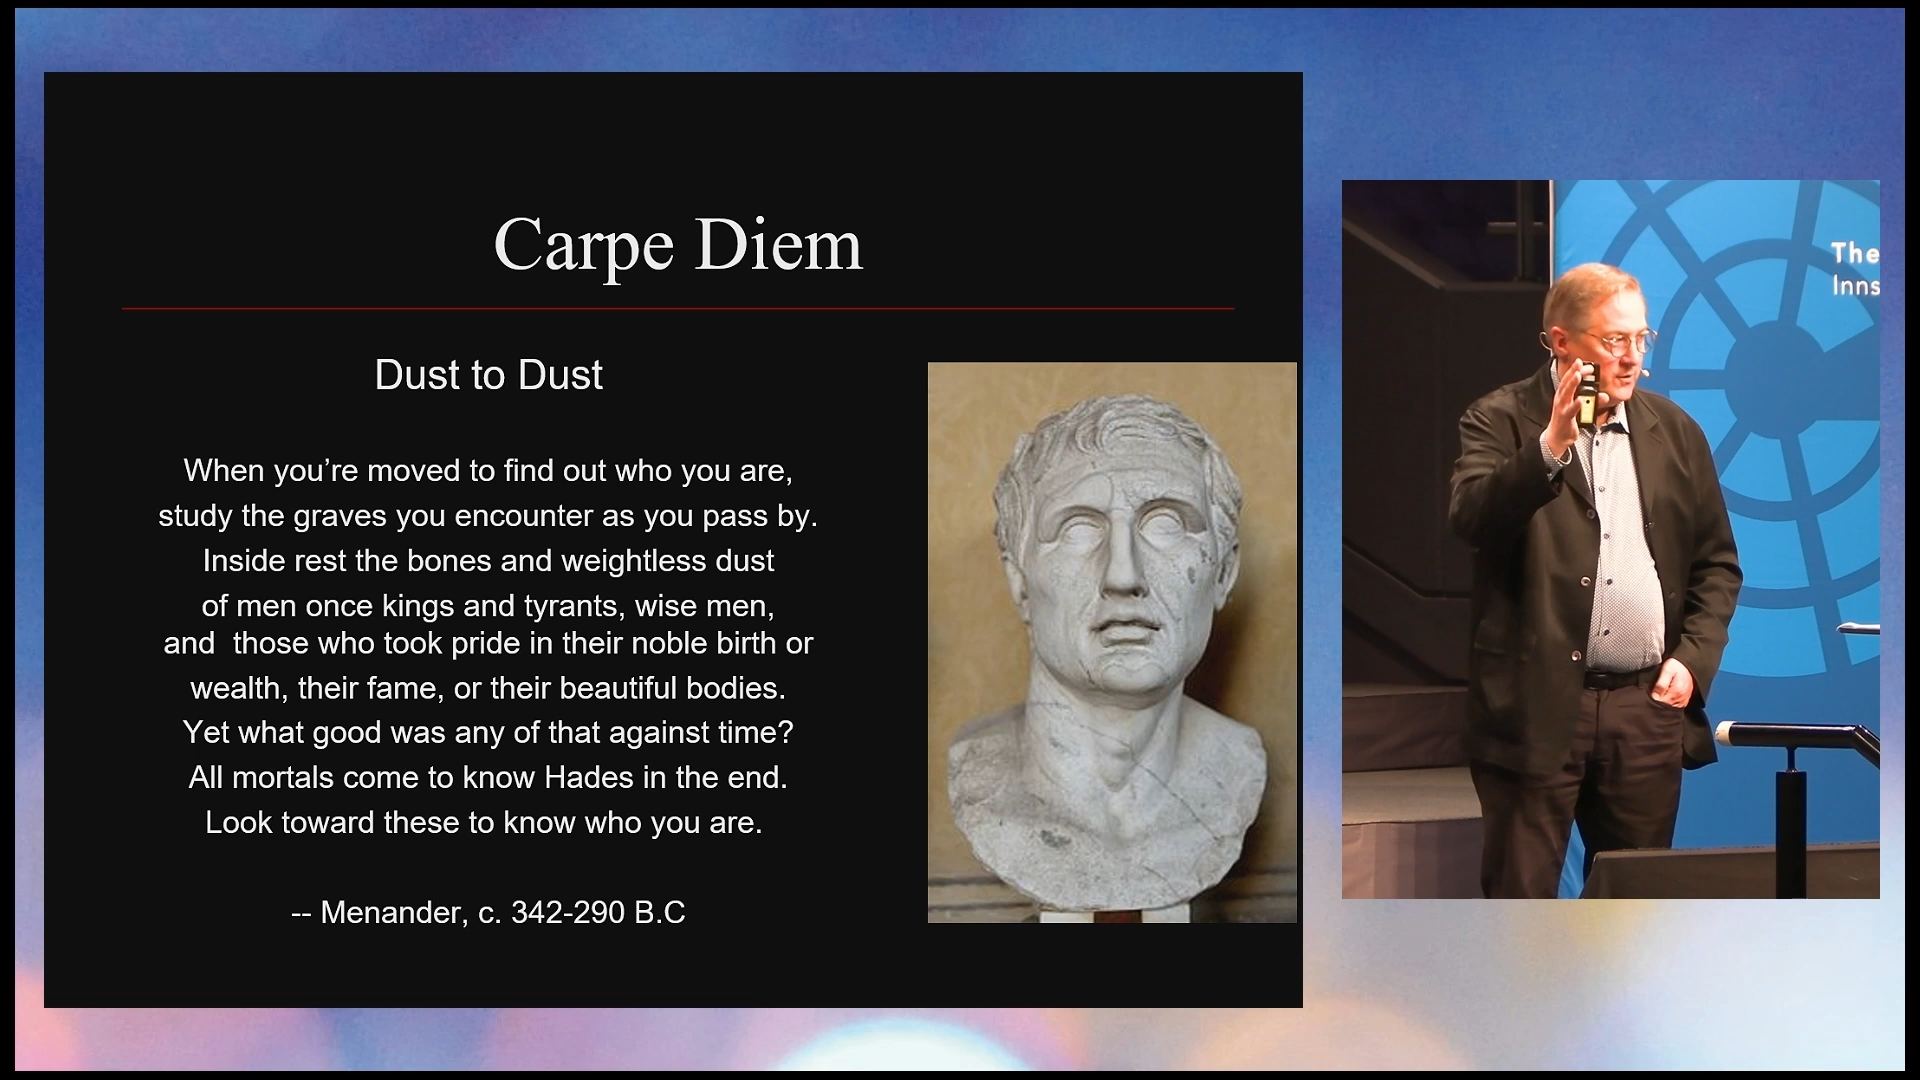 Carpe Diem
Dust to Dust
When you’re moved to find out who you are,
study the graves you encounter as you pass by.
Inside rest the bones and weightless dust
of men once kings and tyrants, wise men,
and  those who took pride in their noble birth or
wealth, their fame, or their beautiful bodies.
Yet what good was any of that against time?
All mortals come to know Hades in the end.
Look toward these to know who you are.
-- Menander, c. 342-290 B.C
The
Inns